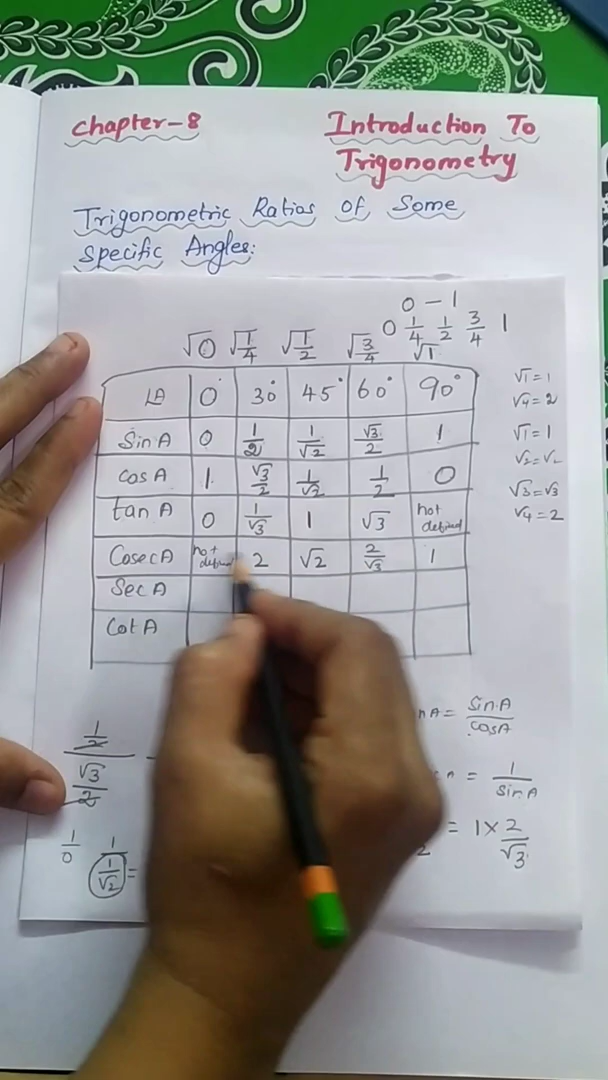 Chapter-8 Introduction To
Trigonometry
Trigonometric Ratios Of Some
Specific Angles:
0 - 1
0 1/4 1/2 3/4 1
√0 √1/4 √1/2 √3/4 √1
∠A 0° 30° 45° 60° 90°
Sin A 0 1/2 1/√2 √3/2 1
Cos A 1 √3/2 1/√2 1/2 0
tan A 0 1/√3 1 √3 not defined
Cosec A not defined 2 √2 2/√3 1
Sec A
Cot A
√1 = 1
√4 = 2
√1 = 1
√2 = √2
√3 = √3
√4 = 2
1/2
√3/2
1/0 1/(1/√2) =
nA = Sin A/Cos A
= 1/Sin A
2 = 1 × 2/√3